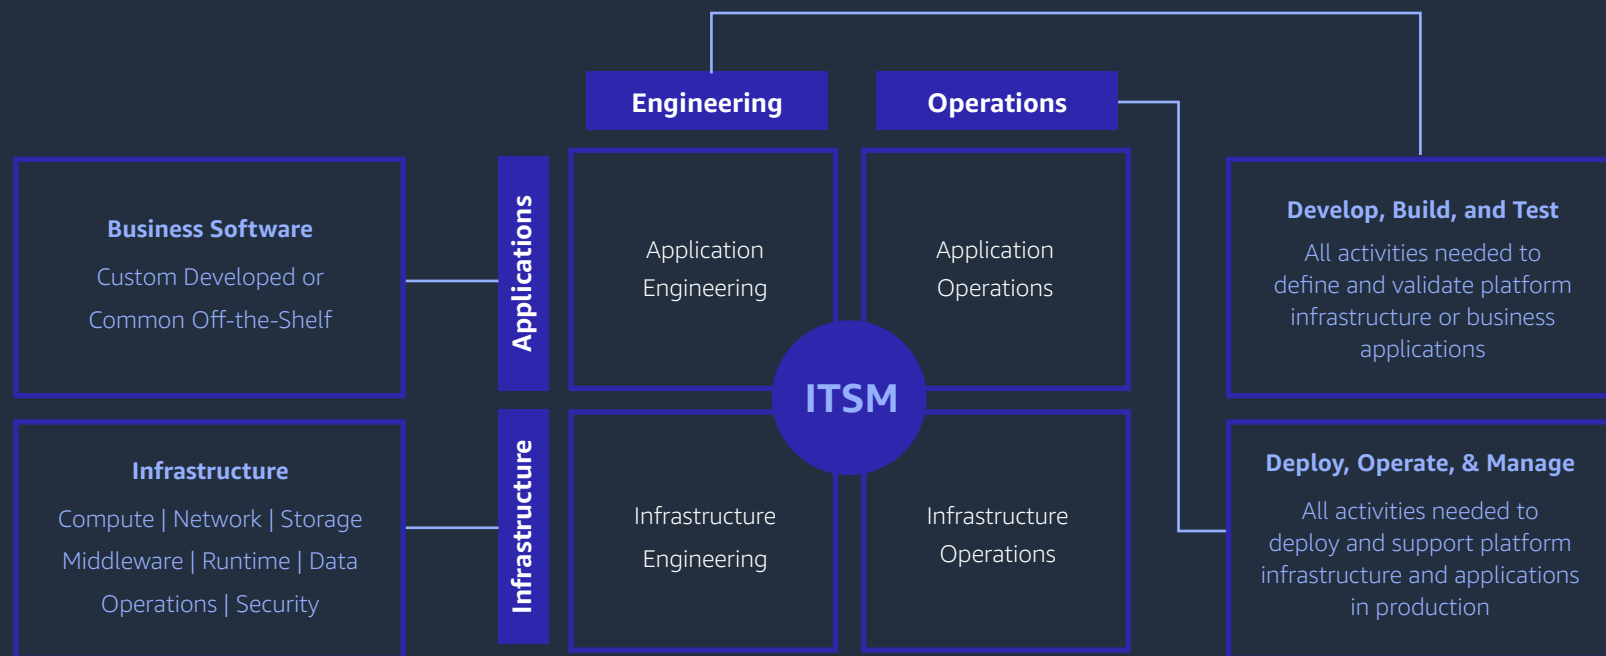 Engineering
Operations
Business Software
Custom Developed or
Common Off-the-Shelf
Applications
Application
Engineering
Application
Operations
Develop, Build, and Test
All activities needed to
define and validate platform
infrastructure or business
applications
ITSM
Infrastructure
Compute | Network | Storage
Middleware | Runtime | Data
Operations | Security
Infrastructure
Infrastructure
Engineering
Infrastructure
Operations
Deploy, Operate, & Manage
All activities needed to
deploy and support platform
infrastructure and applications
in production